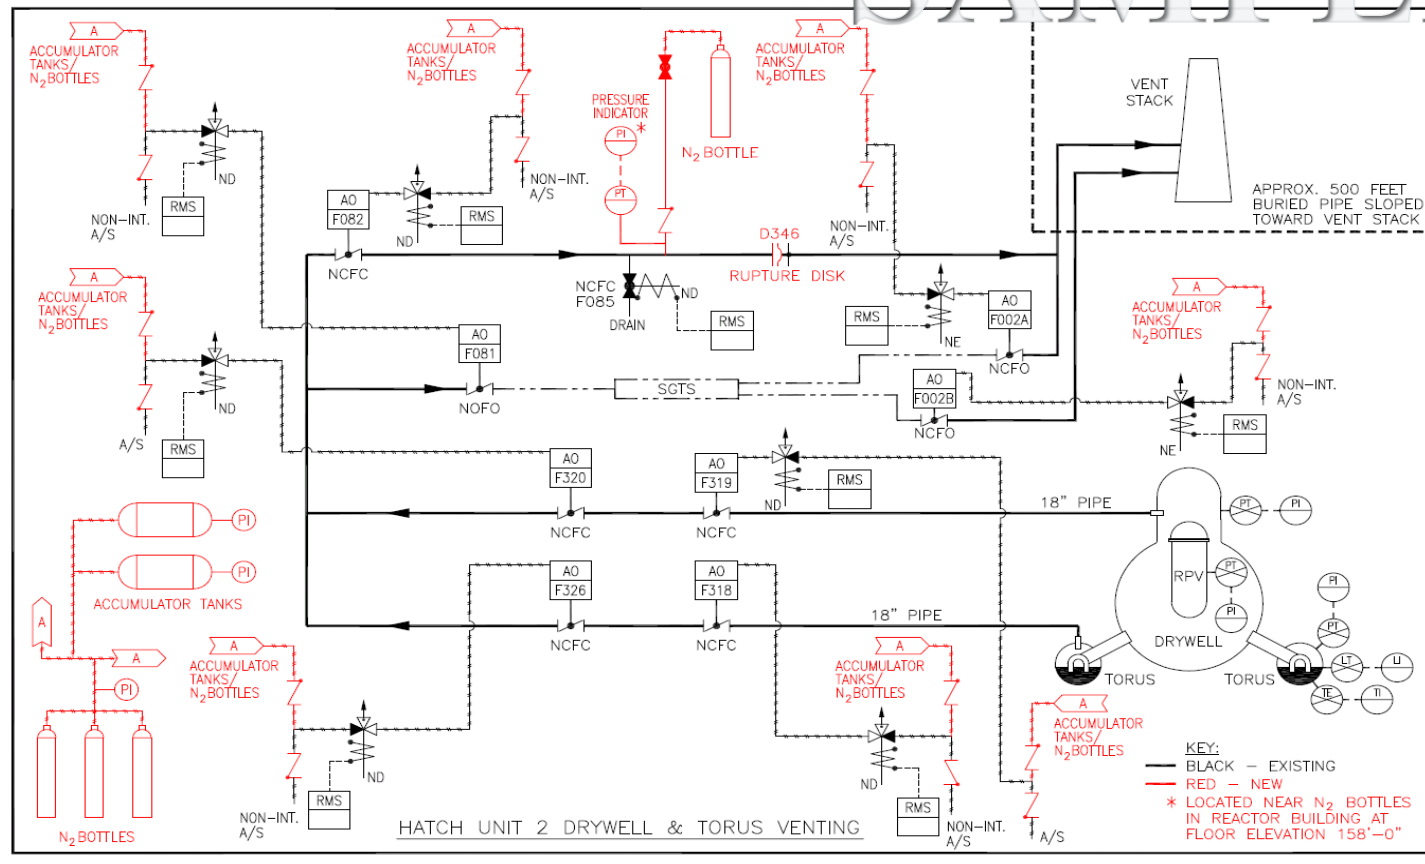 SAMPLE
A
ACCUMULATOR
TANKS/
N2BOTTLES
NON-INT.
A/S
ND
RMS
A
ACCUMULATOR
TANKS/
N2BOTTLES
NON-INT.
A/S
AO
F082
NCFC
ND
RMS
PRESSURE
INDICATOR
PI *
PT
N2 BOTTLE
A
ACCUMULATOR
TANKS/
N2BOTTLES
NON-INT.
A/S
VENT
STACK
APPROX. 500 FEET
BURIED PIPE SLOPED
TOWARD VENT STACK
D346
RUPTURE DISK
NCFC
F085
ND
DRAIN
RMS
RMS
NE
AO
F002A
NCFO
A
ACCUMULATOR
TANKS/
N2BOTTLES
A/S
ND
RMS
AO
F081
NOFO
SGTS
AO
F002B
NCFO
A
ACCUMULATOR
TANKS/
N2BOTTLES
NON-INT.
A/S
NE
RMS
AO
F320
NCFC
AO
F319
NCFC
ND
RMS
18" PIPE
PT
PI
RPV
PT
PI
DRYWELL
PI
PT
LT
LI
TE
TI
TORUS
TORUS
PI
PI
ACCUMULATOR TANKS
A
A
PI
N2BOTTLES
AO
F326
NCFC
AO
F318
NCFC
18" PIPE
A
ACCUMULATOR
TANKS/
N2BOTTLES
NON-INT.
A/S
RMS
ND
A
ACCUMULATOR
TANKS/
N2BOTTLES
ND
RMS
NON-INT.
A/S
A
ACCUMULATOR
TANKS/
N2BOTTLES
A/S
HATCH UNIT 2 DRYWELL & TORUS VENTING
KEY:
BLACK - EXISTING
RED - NEW
* LOCATED NEAR N2 BOTTLES
IN REACTOR BUILDING AT
FLOOR ELEVATION 158'-0"